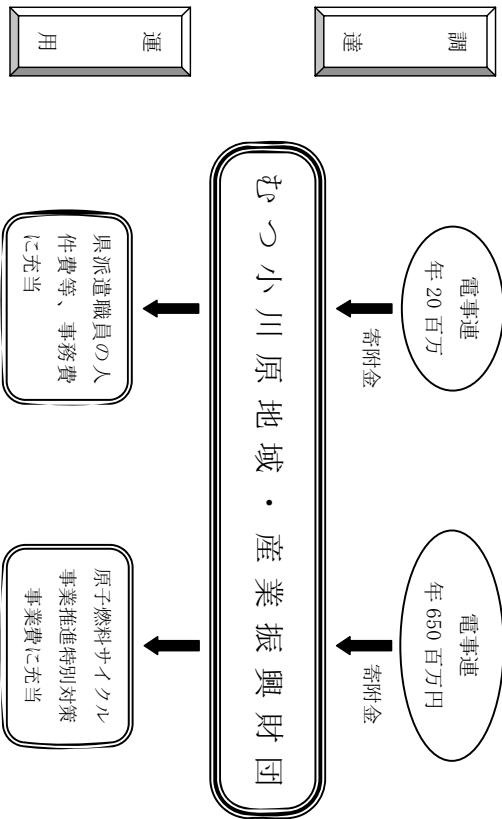 調達
電事連
年20百万
寄附金
電事連
年650百万円
寄附金
むつ小川原地域・産業振興財団
運用
県派遣職員の人
件費等、事務費
に充当
原子燃料サイクル
事業推進特別対策
事業費に充当